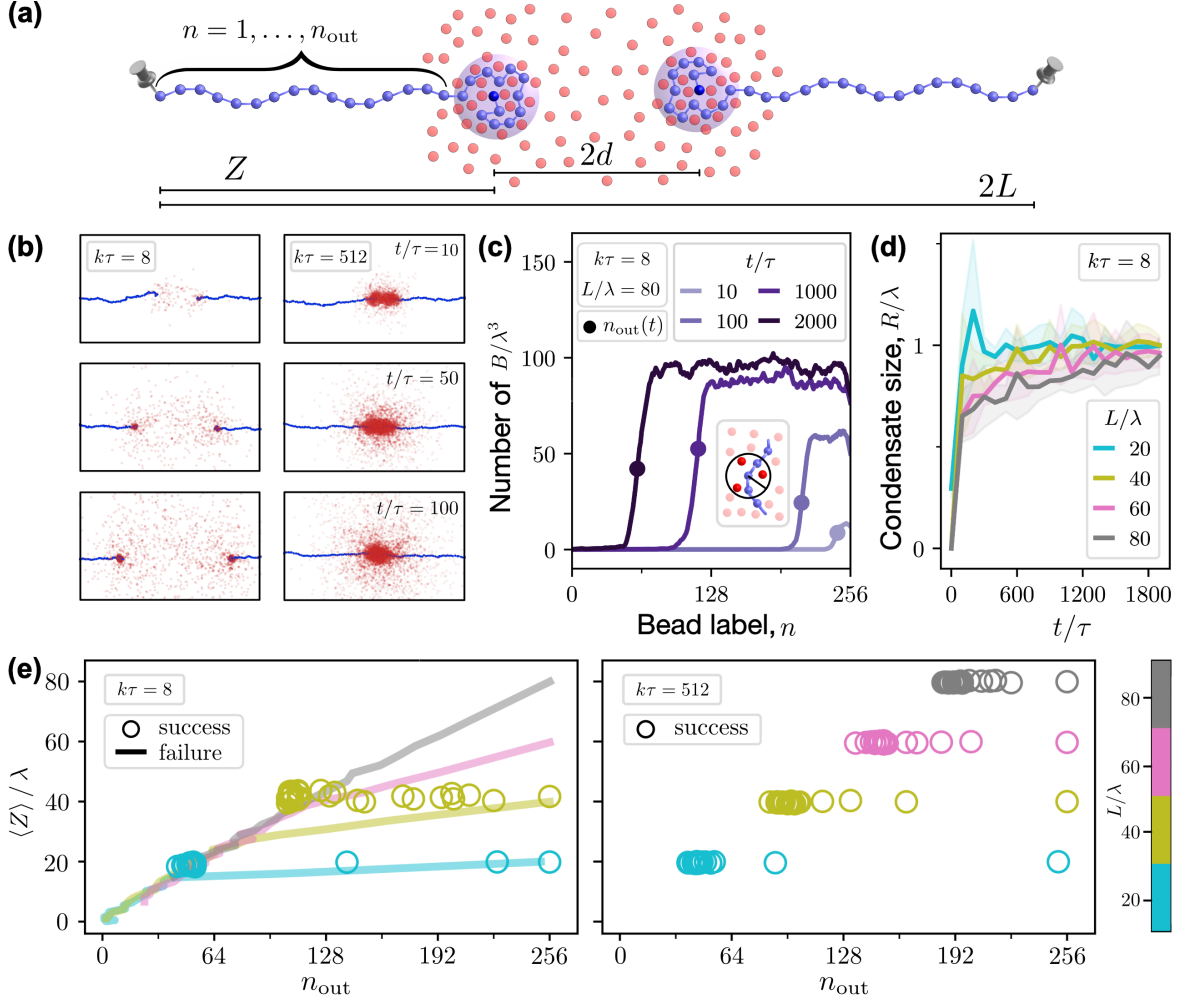 (a)
n = 1, . . . , n_out
Z
2d
2L
(b)
kτ = 8
kτ = 512
t/τ = 10
t/τ = 50
t/τ = 100
(c)
kτ = 8
L/λ = 80
n_out(t)
t/τ
10
1000
100
2000
Number of B/λ³
150
100
50
0
0
128
256
Bead label, n
(d)
kτ = 8
Condensate size, R/λ
1
0
L/λ
20
40
60
80
0
600
1200
1800
t/τ
(e)
kτ = 8
success
failure
⟨Z⟩ / λ
80
60
40
20
0
0
64
128
192
256
n_out
kτ = 512
success
0
64
128
192
256
n_out
L/λ
80
60
40
20